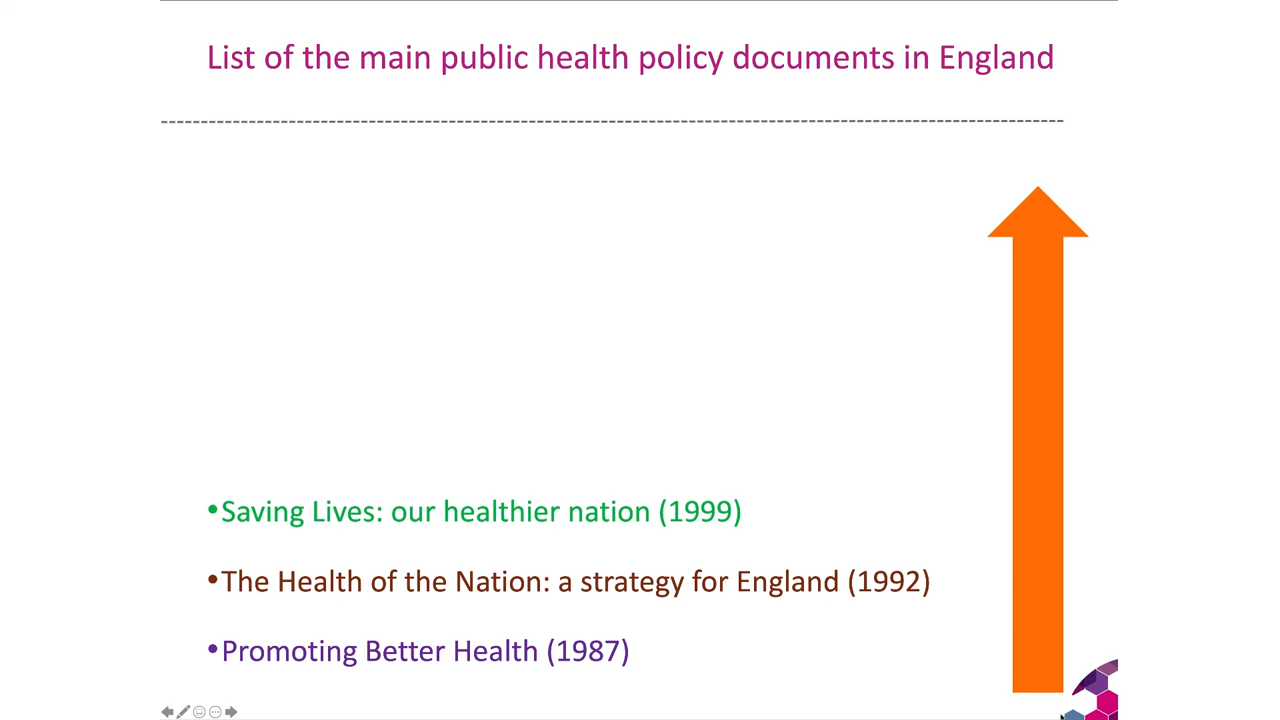 List of the main public health policy documents in England
•Saving Lives: our healthier nation (1999)
•The Health of the Nation: a strategy for England (1992)
•Promoting Better Health (1987)